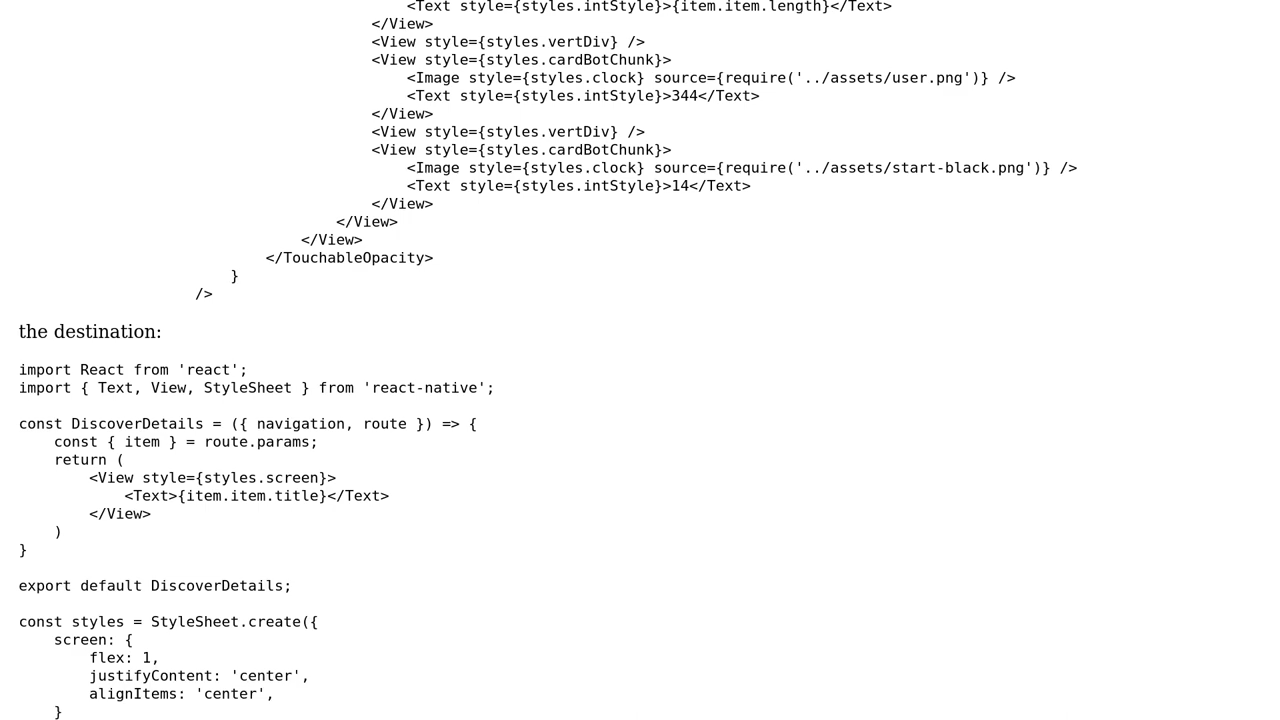 <Text style={styles.intStyle}>{item.item.length}</Text>
                                        </View>
                                        <View style={styles.vertDiv} />
                                        <View style={styles.cardBotChunk}>
                                            <Image style={styles.clock} source={require('../assets/user.png')} />
                                            <Text style={styles.intStyle}>344</Text>
                                        </View>
                                        <View style={styles.vertDiv} />
                                        <View style={styles.cardBotChunk}>
                                            <Image style={styles.clock} source={require('../assets/start-black.png')} />
                                            <Text style={styles.intStyle}>14</Text>
                                        </View>
                                    </View>
                                </View>
                            </TouchableOpacity>
                        }
                    />
the destination:
import React from 'react';
import { Text, View, StyleSheet } from 'react-native';

const DiscoverDetails = ({ navigation, route }) => {
    const { item } = route.params;
    return (
        <View style={styles.screen}>
            <Text>{item.item.title}</Text>
        </View>
    )
}

export default DiscoverDetails;

const styles = StyleSheet.create({
    screen: {
        flex: 1,
        justifyContent: 'center',
        alignItems: 'center',
    }